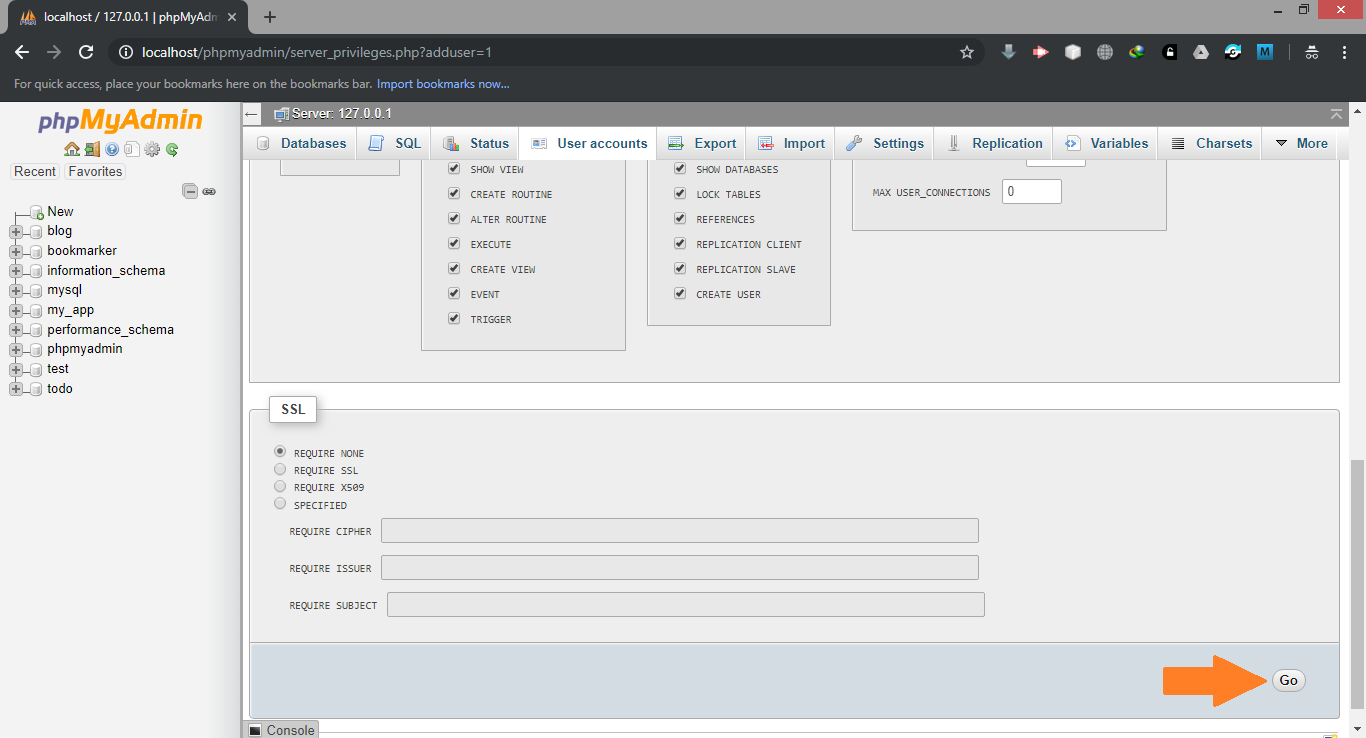 localhost / 127.0.0.1 | phpMyAdm
localhost/phpmyadmin/server_privileges.php?adduser=1
For quick access, place your bookmarks here on the bookmarks bar. Import bookmarks now...
phpMyAdmin
Recent Favorites
New
blog
bookmarker
information_schema
mysql
my_app
performance_schema
phpmyadmin
test
todo
Server: 127.0.0.1
Databases SQL Status User accounts Export Import Settings Replication Variables Charsets More
SHOW VIEW
CREATE ROUTINE
ALTER ROUTINE
EXECUTE
CREATE VIEW
EVENT
TRIGGER
SHOW DATABASES
LOCK TABLES
REFERENCES
REPLICATION CLIENT
REPLICATION SLAVE
CREATE USER
MAX USER_CONNECTIONS 0
SSL
REQUIRE NONE
REQUIRE SSL
REQUIRE X509
SPECIFIED
REQUIRE CIPHER
REQUIRE ISSUER
REQUIRE SUBJECT
Go
Console